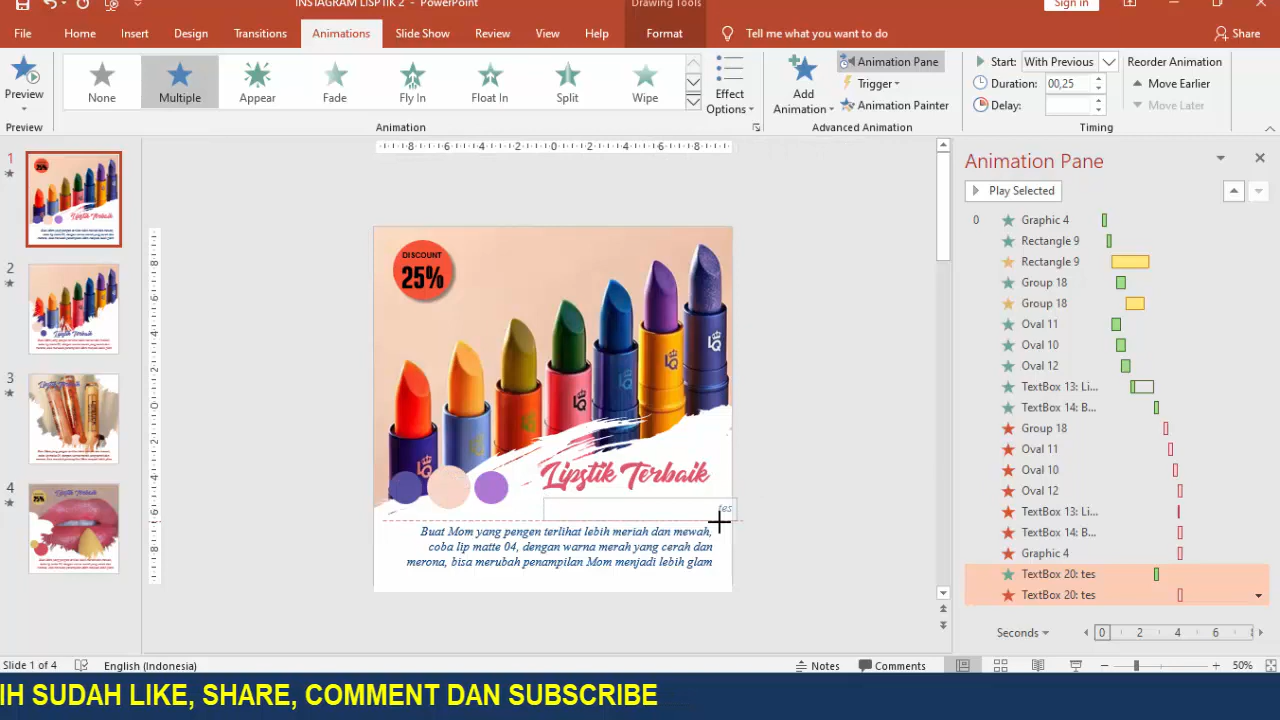 INSTAGRAM LISPTIK 2 - PowerPoint
Drawing Tools
Sign in
File
Home
Insert
Design
Transitions
Animations
Slide Show
Review
View
Help
Format
Tell me what you want to do
Share
Preview
None
Multiple
Appear
Fade
Fly In
Float In
Split
Wipe
Effect
Options
Add
Animation
Animation Pane
Trigger
Animation Painter
Start: With Previous
Duration: 00,25
Delay:
Reorder Animation
Move Earlier
Move Later
Preview
Animation
Advanced Animation
Timing
1
2
3
4
DISCOUNT
25%
LQ
Lipstik Terbaik
tes
Buat Mom yang pengen terlihat lebih meriah dan mewah,
coba lip matte 04, dengan warna merah yang cerah dan
merona, bisa merubah penampilan Mom menjadi lebih glam
Animation Pane
Play Selected
0 Graphic 4
Rectangle 9
Rectangle 9
Group 18
Group 18
Oval 11
Oval 10
Oval 12
TextBox 13: Li...
TextBox 14: B...
Group 18
Oval 11
Oval 10
Oval 12
TextBox 13: Li...
TextBox 14: B...
Graphic 4
TextBox 20: tes
TextBox 20: tes
Seconds 0 2 4 6
Slide 1 of 4
English (Indonesia)
Notes
Comments
50%
IH SUDAH LIKE, SHARE, COMMENT DAN SUBSCRIBE